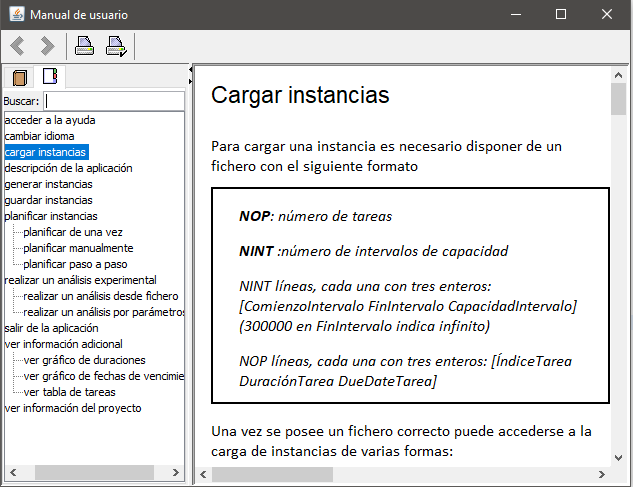 Manual de usuario
Buscar:
acceder a la ayuda
cambiar idioma
cargar instancias
descripción de la aplicación
generar instancias
guardar instancias
planificar instancias
planificar de una vez
planificar manualmente
planificar paso a paso
realizar un análisis experimental
realizar un análisis desde fichero
realizar un análisis por parámetros
salir de la aplicación
ver información adicional
ver gráfico de duraciones
ver gráfico de fechas de vencimie
ver tabla de tareas
ver información del proyecto
Cargar instancias
Para cargar una instancia es necesario disponer de un
fichero con el siguiente formato
NOP: número de tareas
NINT :número de intervalos de capacidad
NINT líneas, cada una con tres enteros:
[ComienzoIntervalo FinIntervalo CapacidadIntervalo]
(300000 en FinIntervalo indica infinito)
NOP líneas, cada una con tres enteros: [ÍndiceTarea
DuraciónTarea DueDateTarea]
Una vez se posee un fichero correcto puede accederse a la
carga de instancias de varias formas: